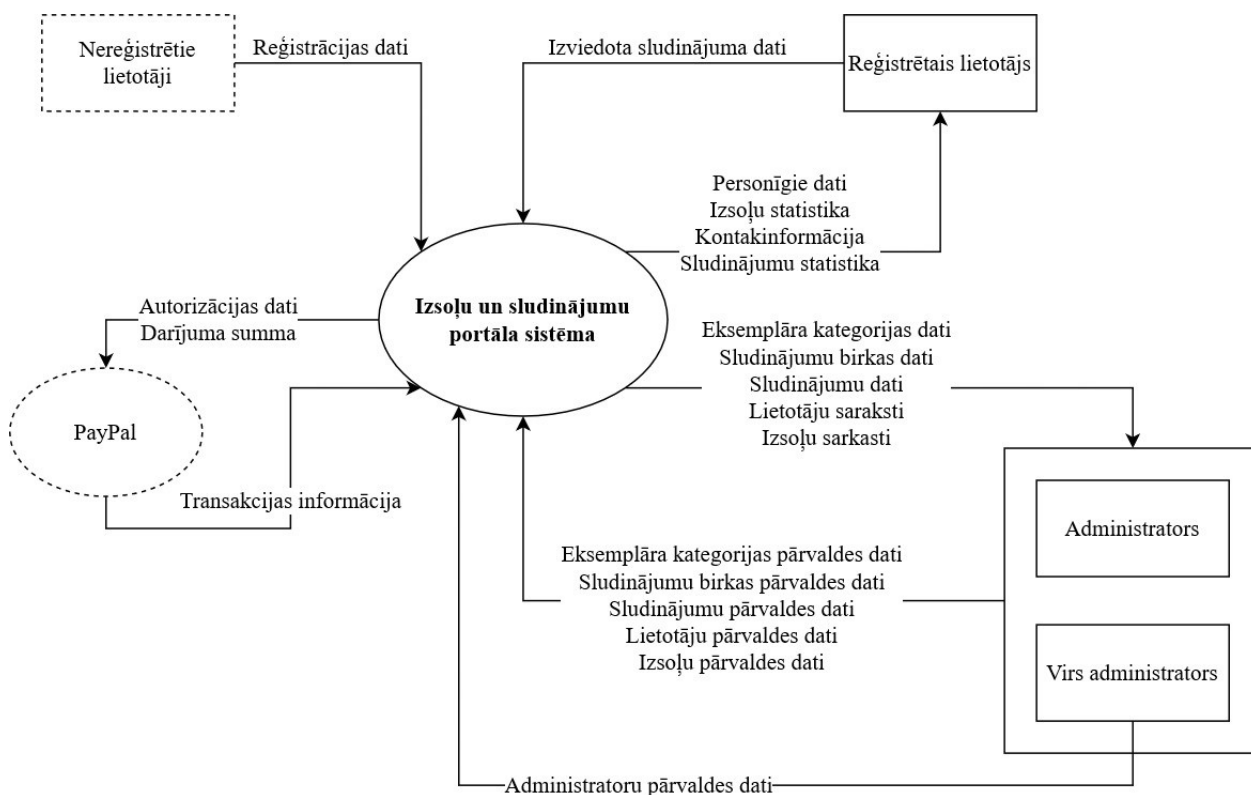 Nereģistrētie
lietotāji
Reģistrācijas dati
Izviedota sludinājuma dati
Reģistrētais lietotājs
Personīgie dati
Izsoļu statistika
Kontakinformācija
Sludinājumu statistika
Autorizācijas dati
Darījuma summa
Izsoļu un sludinājumu
portāla sistēma
Eksemplāra kategorijas dati
Sludinājumu birkas dati
Sludinājumu dati
Lietotāju saraksti
Izsoļu sarkasti
PayPal
Transakcijas informācija
Administrators
Eksemplāra kategorijas pārvaldes dati
Sludinājumu birkas pārvaldes dati
Sludinājumu pārvaldes dati
Lietotāju pārvaldes dati
Izsoļu pārvaldes dati
Virs administrators
Administratoru pārvaldes dati